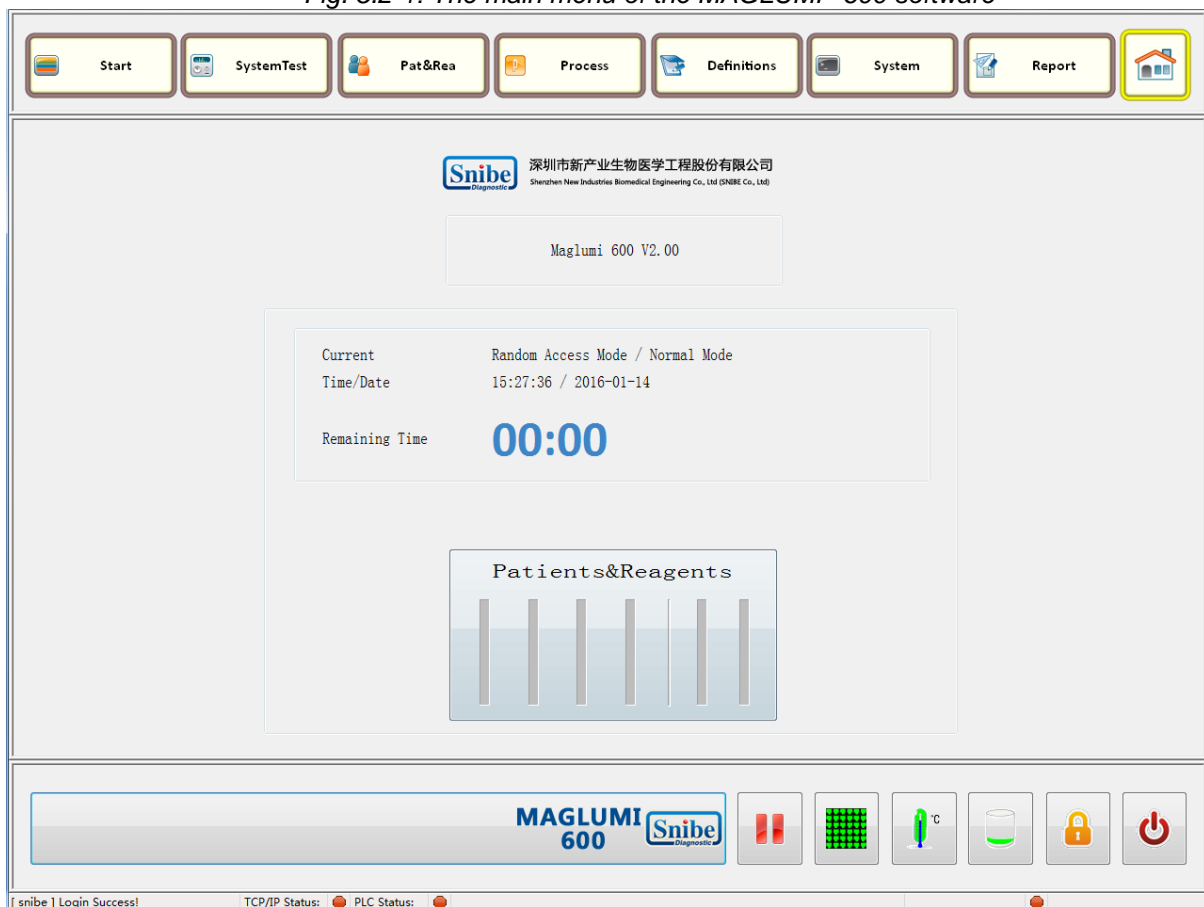 Fig. 3.2-1: The main menu of the MAGLUMI® 600 software
Start
SystemTest
Pat&Rea
Process
Definitions
System
Report
Snibe
Diagnostic
深圳市新产业生物医学工程股份有限公司
Shenzhen New Industries Biomedical Engineering Co., Ltd (SNIBE Co., Ltd)
Maglumi 600 V2.00
Current Random Access Mode / Normal Mode
Time/Date 15:27:36 / 2016-01-14
Remaining Time 00:00
Patients&Reagents
MAGLUMI
600
Snibe
Diagnostic
°C
[ snibe ] Login Success! TCP/IP Status: PLC Status: